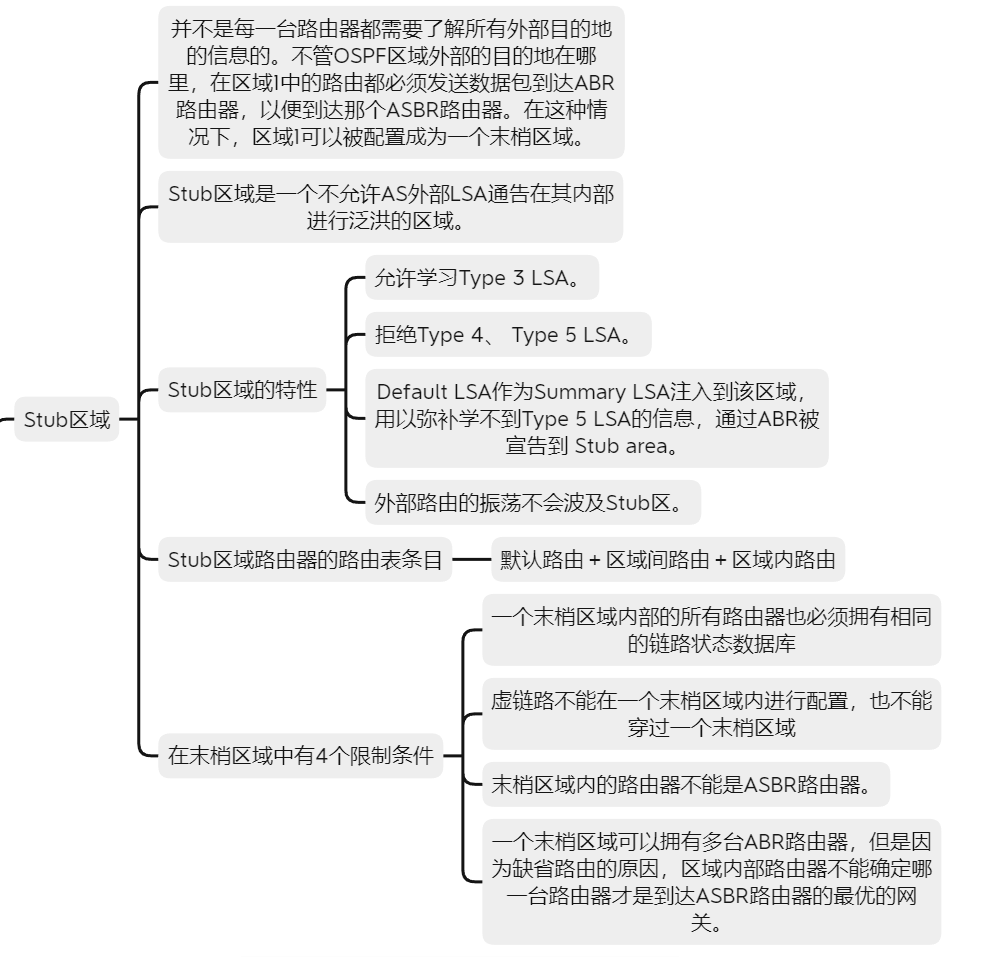 并不是每一台路由器都需要了解所有外部目的地
的信息的。不管OSPF区域外部的目的地在哪
里，在区域1中的路由都必须发送数据包到达ABR
路由器，以便到达那个ASBR路由器。在这种情
况下，区域1可以被配置成为一个末梢区域。
Stub区域是一个不允许AS外部LSA通告在其内部
进行泛洪的区域。
允许学习Type 3 LSA。
拒绝Type 4、 Type 5 LSA。
Stub区域的特性
Default LSA作为Summary LSA注入到该区域，
用以弥补学不到Type 5 LSA的信息，通过ABR被
宣告到 Stub area。
Stub区域
外部路由的振荡不会波及Stub区。
Stub区域路由器的路由表条目
默认路由 + 区域间路由 + 区域内路由
一个末梢区域内部的所有路由器也必须拥有相同
的链路状态数据库
虚链路不能在一个末梢区域内进行配置，也不能
穿过一个末梢区域
在末梢区域中有4个限制条件
末梢区域内的路由器不能是ASBR路由器。
一个末梢区域可以拥有多台ABR路由器，但是因
为缺省路由的原因，区域内部路由器不能确定哪
一台路由器才是到达ASBR路由器的最优的网
关。